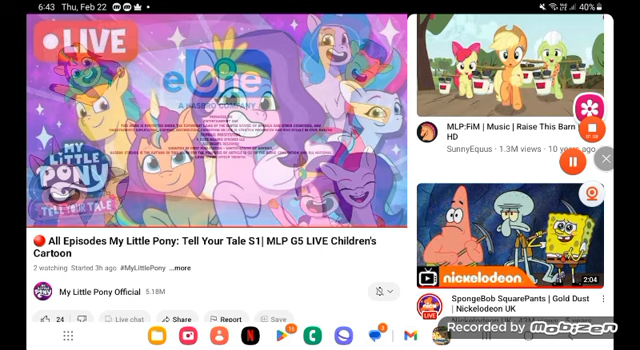 6:43 Thu, Feb 22
40%
LIVE
eOne
A HASBRO COMPANY
MY LITTLE PONY
TELL YOUR TALE
🔴 All Episodes My Little Pony: Tell Your Tale S1| MLP G5 LIVE Children's
Cartoon
2 watching Started 3h ago #MyLittlePony ...more
My Little Pony Official 5.18M
24
Live chat
Share
Report
Save
MLP:FiM | Music | Raise This Barn
HD
SunnyEquus · 1.3M views · 10 years ago
nickelodeon
2:04
SpongeBob SquarePants | Gold Dust
| Nickelodeon UK
LIVE
Recorded by MOBIZEN